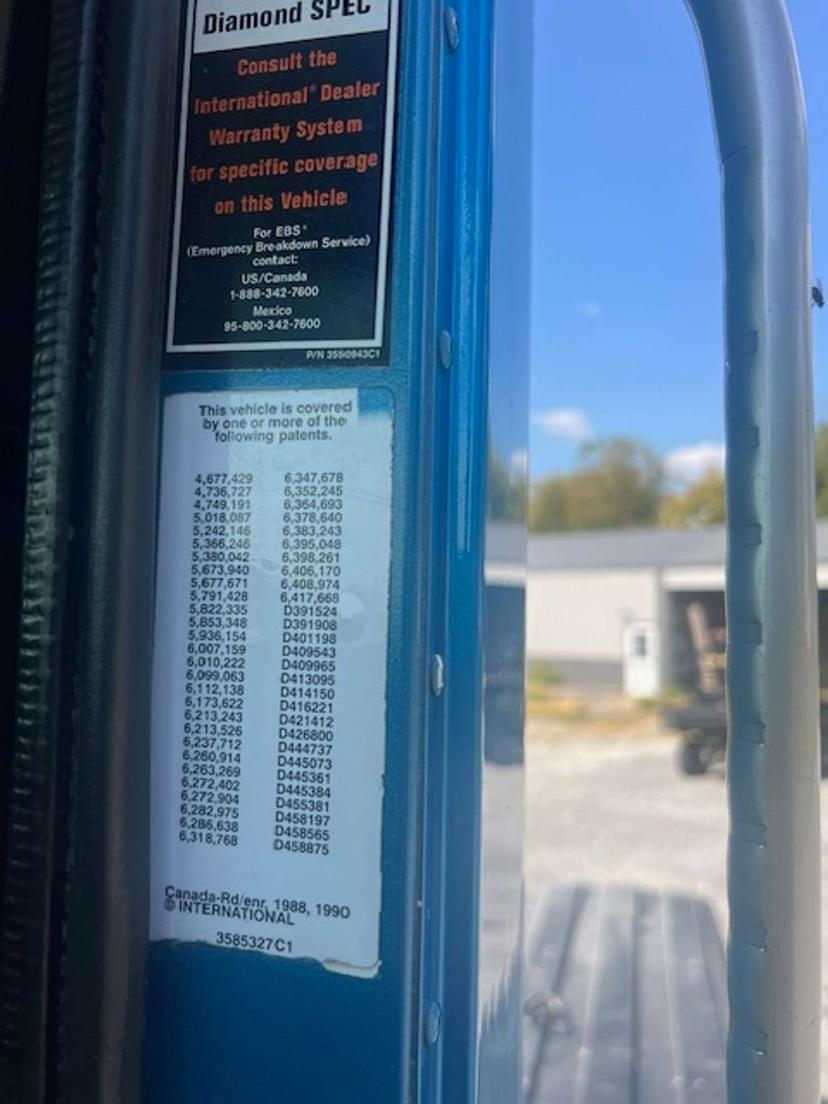 Diamond SPEC
Consult the
International® Dealer
Warranty System
for specific coverage
on this Vehicle
For EBS®
(Emergency Breakdown Service)
contact:
US/Canada
1-888-342-7600
Mexico
95-800-342-7600
P/N 3550943C1
This vehicle is covered
by one or more of the
following patents.
4,677,429 6,347,678
4,736,727 6,352,245
4,749,191 6,364,693
5,018,087 6,378,640
5,242,146 6,383,243
5,366,246 6,395,048
5,380,042 6,398,261
5,673,940 6,406,170
5,677,671 6,408,974
5,791,428 6,417,668
5,822,335 D391524
5,853,348 D391908
5,936,154 D401198
6,007,159 D409543
6,010,222 D409965
6,099,063 D413095
6,112,138 D414150
6,173,622 D416221
6,213,243 D421412
6,213,526 D426800
6,237,712 D444737
6,260,914 D445073
6,263,269 D445361
6,272,402 D445384
6,272,904 D455381
6,282,975 D458197
6,286,638 D458565
6,318,768 D458875
Canada-Rd/enr, 1988, 1990
© INTERNATIONAL
3585327C1